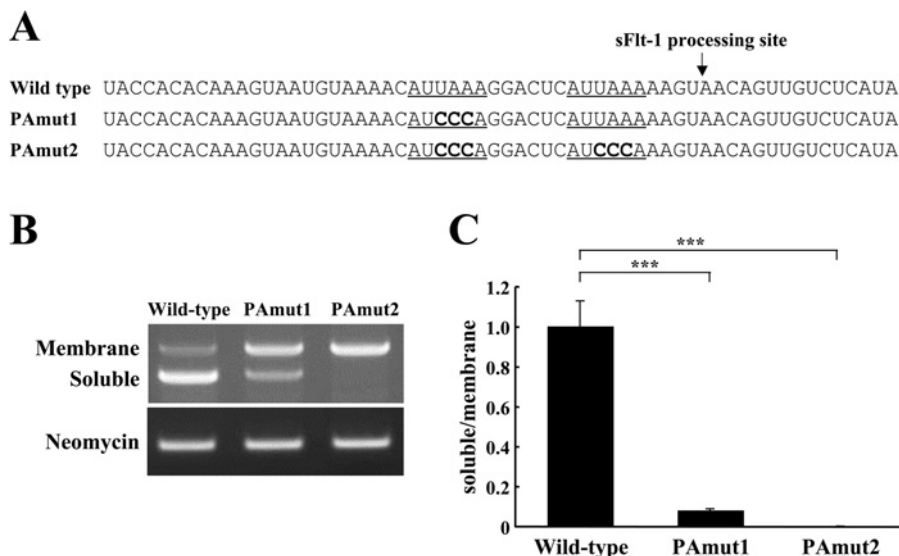 A
sFlt-1 processing site
Wild type UACCACACAAAGUAAUGUAAAACAUUAAAGGACUCAUUAAAAAGUAACAGUUGUCUCAUA
PAmut1 UACCACACAAAGUAAUGUAAAACAUCCCAGGACUCAUUAAAAAGUAACAGUUGUCUCAUA
PAmut2 UACCACACAAAGUAAUGUAAAACAUCCCAGGACUCAUCCCAAAGUAACAGUUGUCUCAUA
B
Wild-type PAmut1 PAmut2
Membrane
Soluble
Neomycin
C
***
***
soluble/membrane
1.2
1.0
0.8
0.6
0.4
0.2
0
Wild-type PAmut1 PAmut2